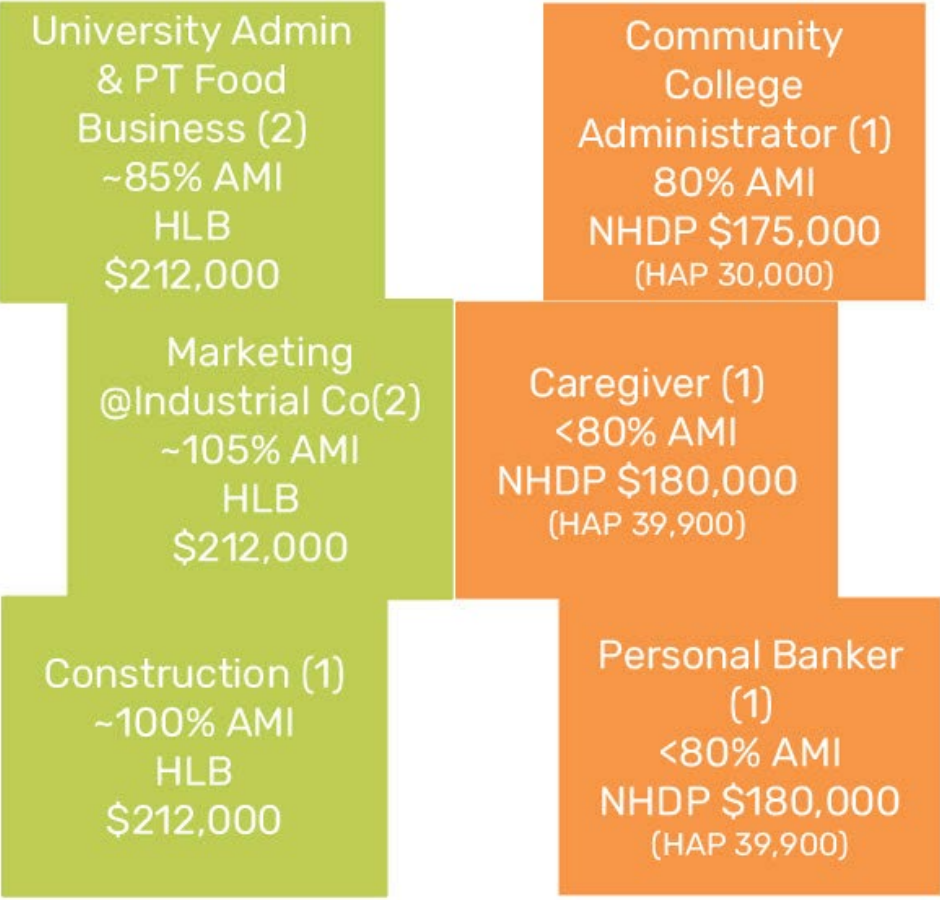 University Admin
& PT Food
Business (2)
~85% AMI
HLB
$212,000
Community
College
Administrator (1)
80% AMI
NHDP $175,000
(HAP 30,000)
Marketing
@Industrial Co(2)
~105% AMI
HLB
$212,000
Caregiver (1)
<80% AMI
NHDP $180,000
(HAP 39,900)
Construction (1)
~100% AMI
HLB
$212,000
Personal Banker
(1)
<80% AMI
NHDP $180,000
(HAP 39,900)